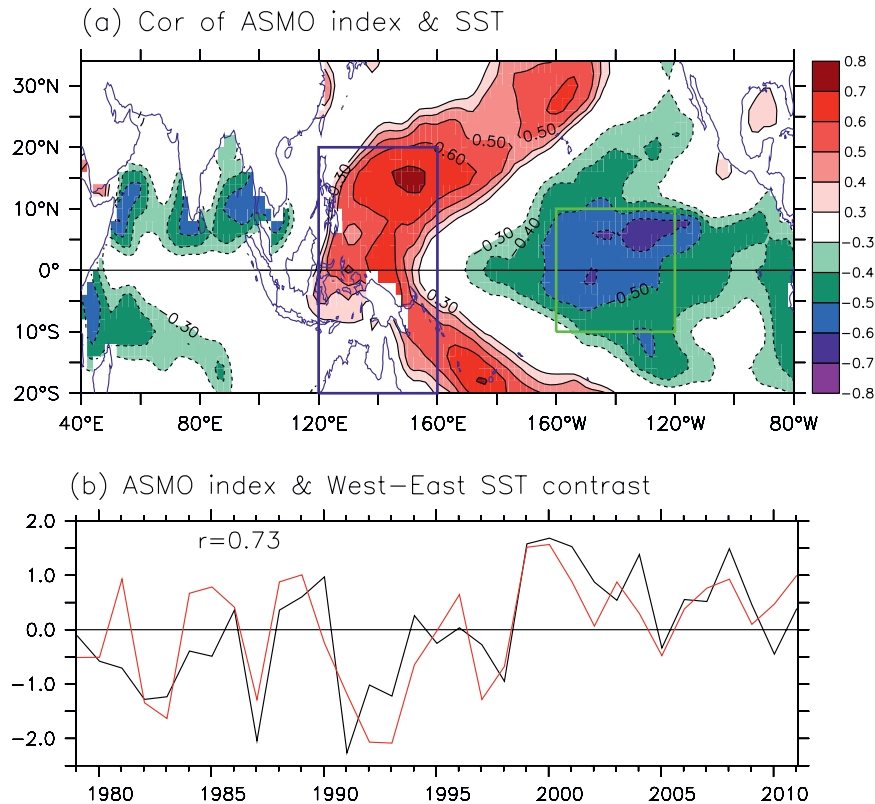 (a) Cor of ASMO index & SST
30°N
20°N
10°N
0°
10°S
20°S
40°E 80°E 120°E 160°E 160°W 120°W 80°W
0.30
0.60
0.50
0.50
0.30
0.40
0.50
0.30
0.30
0.8
0.7
0.6
0.5
0.4
0.3
-0.3
-0.4
-0.5
-0.6
-0.7
-0.8
(b) ASMO index & West-East SST contrast
r=0.73
2.0
1.0
0.0
-1.0
-2.0
1980 1985 1990 1995 2000 2005 2010